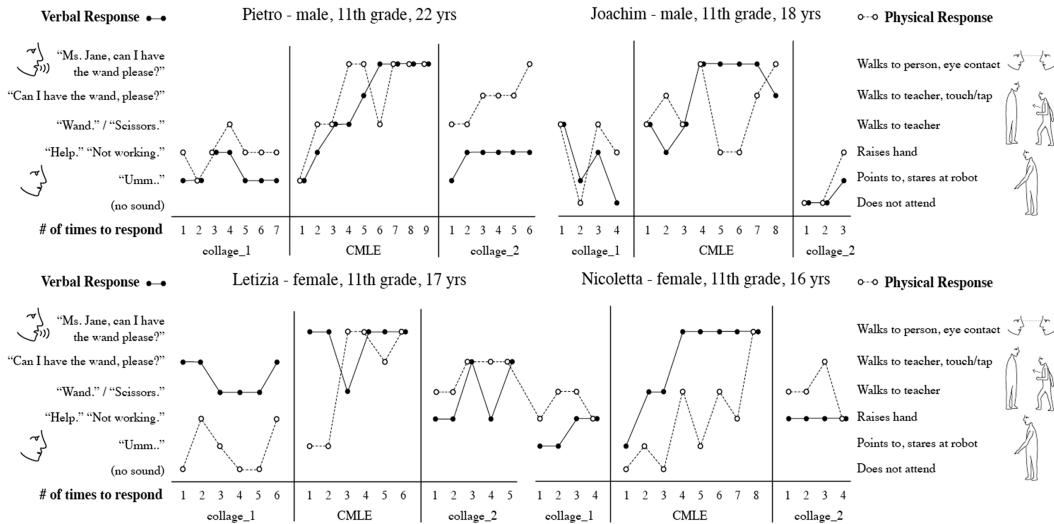 Verbal Response
Pietro - male, 11th grade, 22 yrs
Joachim - male, 11th grade, 18 yrs
Physical Response
“Ms. Jane, can I have
the wand please?”
“Can I have the wand, please?”
“Wand.” / “Scissors.”
“Help.” “Not working.”
“Umm..”
(no sound)
Walks to person, eye contact
Walks to teacher, touch/tap
Walks to teacher
Raises hand
Points to, stares at robot
Does not attend
# of times to respond
1 2 3 4 5 6 7
1 2 3 4 5 6 7 8 9
1 2 3 4 5 6
1 2 3 4
1 2 3 4 5 6 7 8
1 2 3
collage_1
CMLE
collage_2
collage_1
CMLE
collage_2
Verbal Response
Letizia - female, 11th grade, 17 yrs
Nicoletta - female, 11th grade, 16 yrs
Physical Response
“Ms. Jane, can I have
the wand please?”
“Can I have the wand, please?”
“Wand.” / “Scissors.”
“Help.” “Not working.”
“Umm..”
(no sound)
Walks to person, eye contact
Walks to teacher, touch/tap
Walks to teacher
Raises hand
Points to, stares at robot
Does not attend
# of times to respond
1 2 3 4 5 6
1 2 3 4 5 6
1 2 3 4 5
1 2 3 4
1 2 3 4 5 6 7 8
1 2 3 4
collage_1
CMLE
collage_2
collage_1
CMLE
collage_2